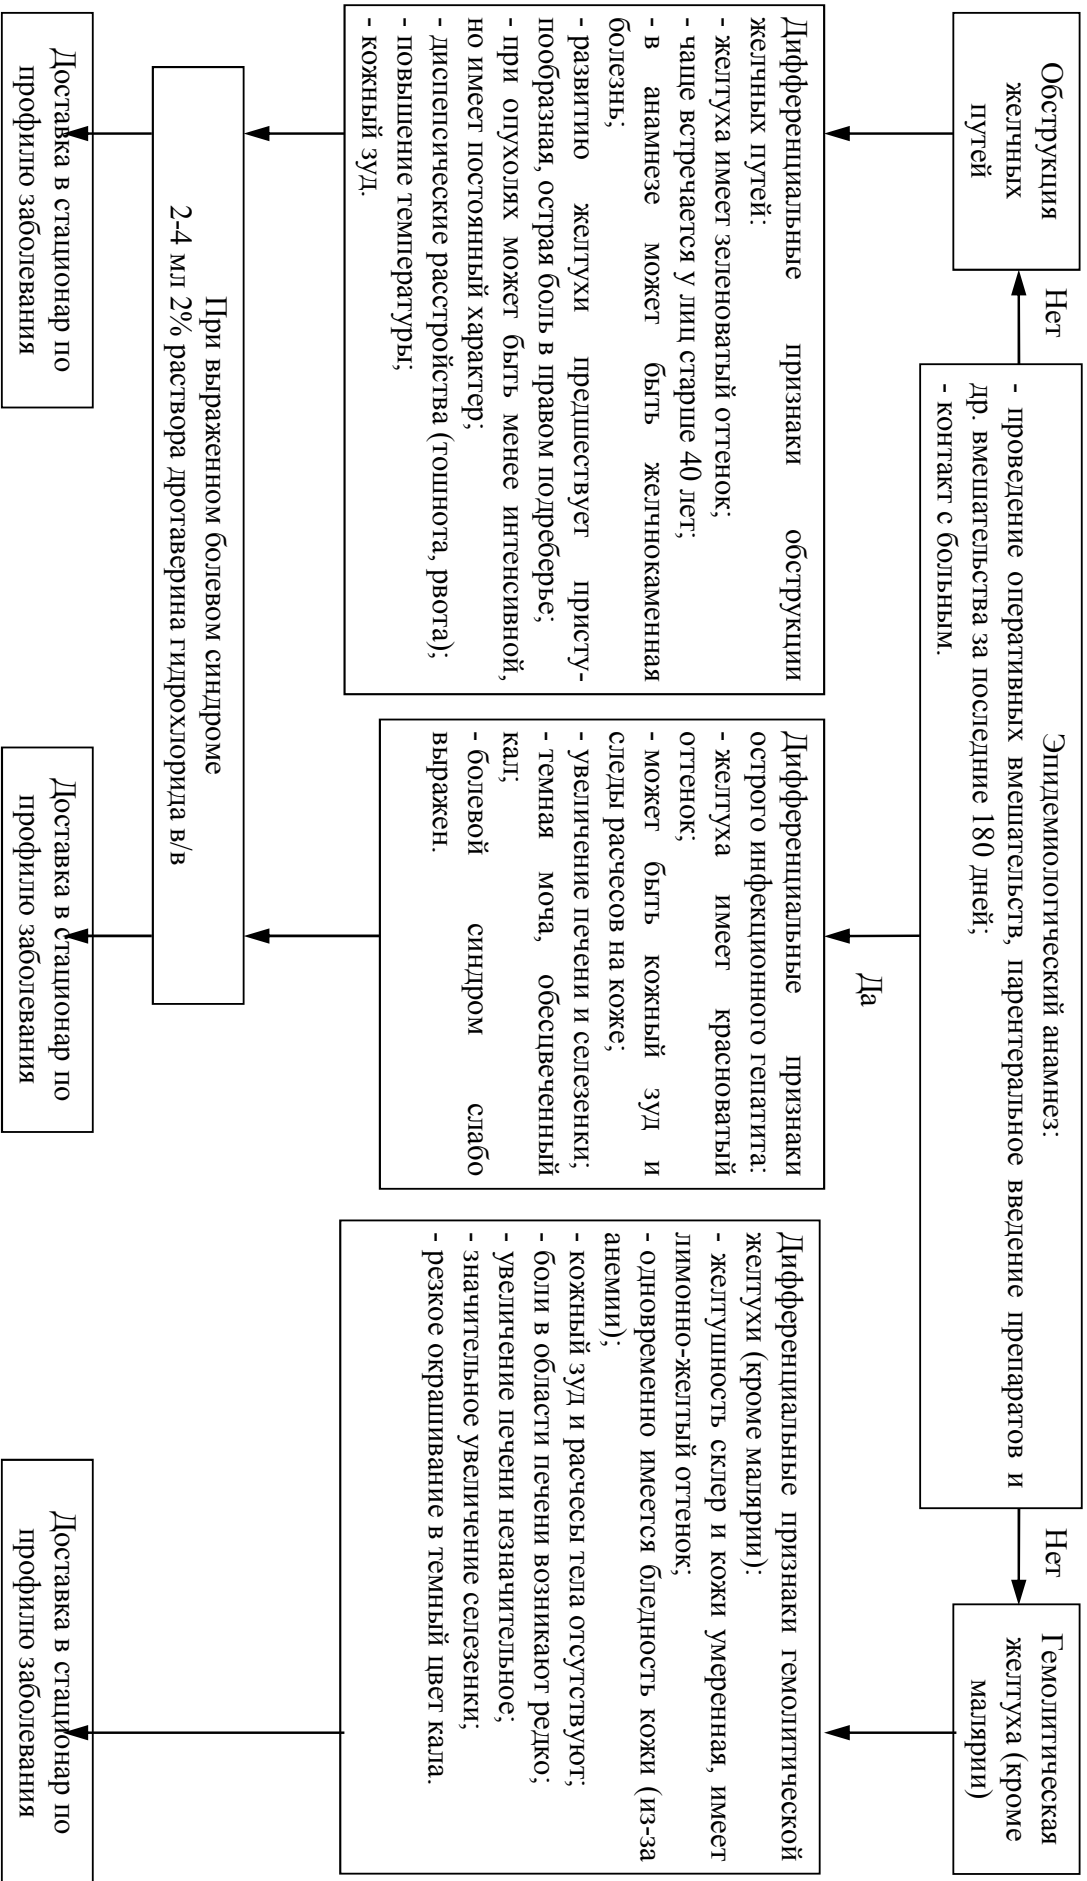 Эпидемиологический анамнез:
- проведение оперативных вмешательств, парентеральное введение препаратов и
др. вмешательства за последние 180 дней;
- контакт с больным.
Нет
Обструкция
желчных
путей
Да
Нет
Гемолитическая
желтуха (кроме
малярии)
Дифференциальные признаки обструкции
желчных путей:
- желтуха имеет зеленоватый оттенок;
- чаще встречается у лиц старше 40 лет;
- в анамнезе может быть желчнокаменная
болезнь;
- развитию желтухи предшествует присту-
пообразная, острая боль в правом подреберье;
- при опухолях может быть менее интенсивной,
но имеет постоянный характер;
- диспепсические расстройства (тошнота, рвота);
- повышение температуры;
- кожный зуд.
Дифференциальные признаки
острого инфекционного гепатита:
- желтуха имеет красноватый
оттенок;
- может быть кожный зуд и
следы расчесов на коже;
- увеличение печени и селезенки;
- темная моча, обесцвеченный
кал;
- болевой синдром слабо
выражен.
Дифференциальные признаки гемолитической
желтухи (кроме малярии):
- желтушность склер и кожи умеренная, имеет
лимонно-желтый оттенок;
- одновременно имеется бледность кожи (из-за
анемии);
- кожный зуд и расчесы тела отсутствуют;
- боли в области печени возникают редко;
- увеличение печени незначительное;
- значительное увеличение селезенки;
- резкое окрашивание в темный цвет кала.
При выраженном болевом синдроме
2-4 мл 2% раствора дротаверина гидрохлорида в/в
Доставка в стационар по
профилю заболевания
Доставка в стационар по
профилю заболевания
Доставка в стационар по
профилю заболевания